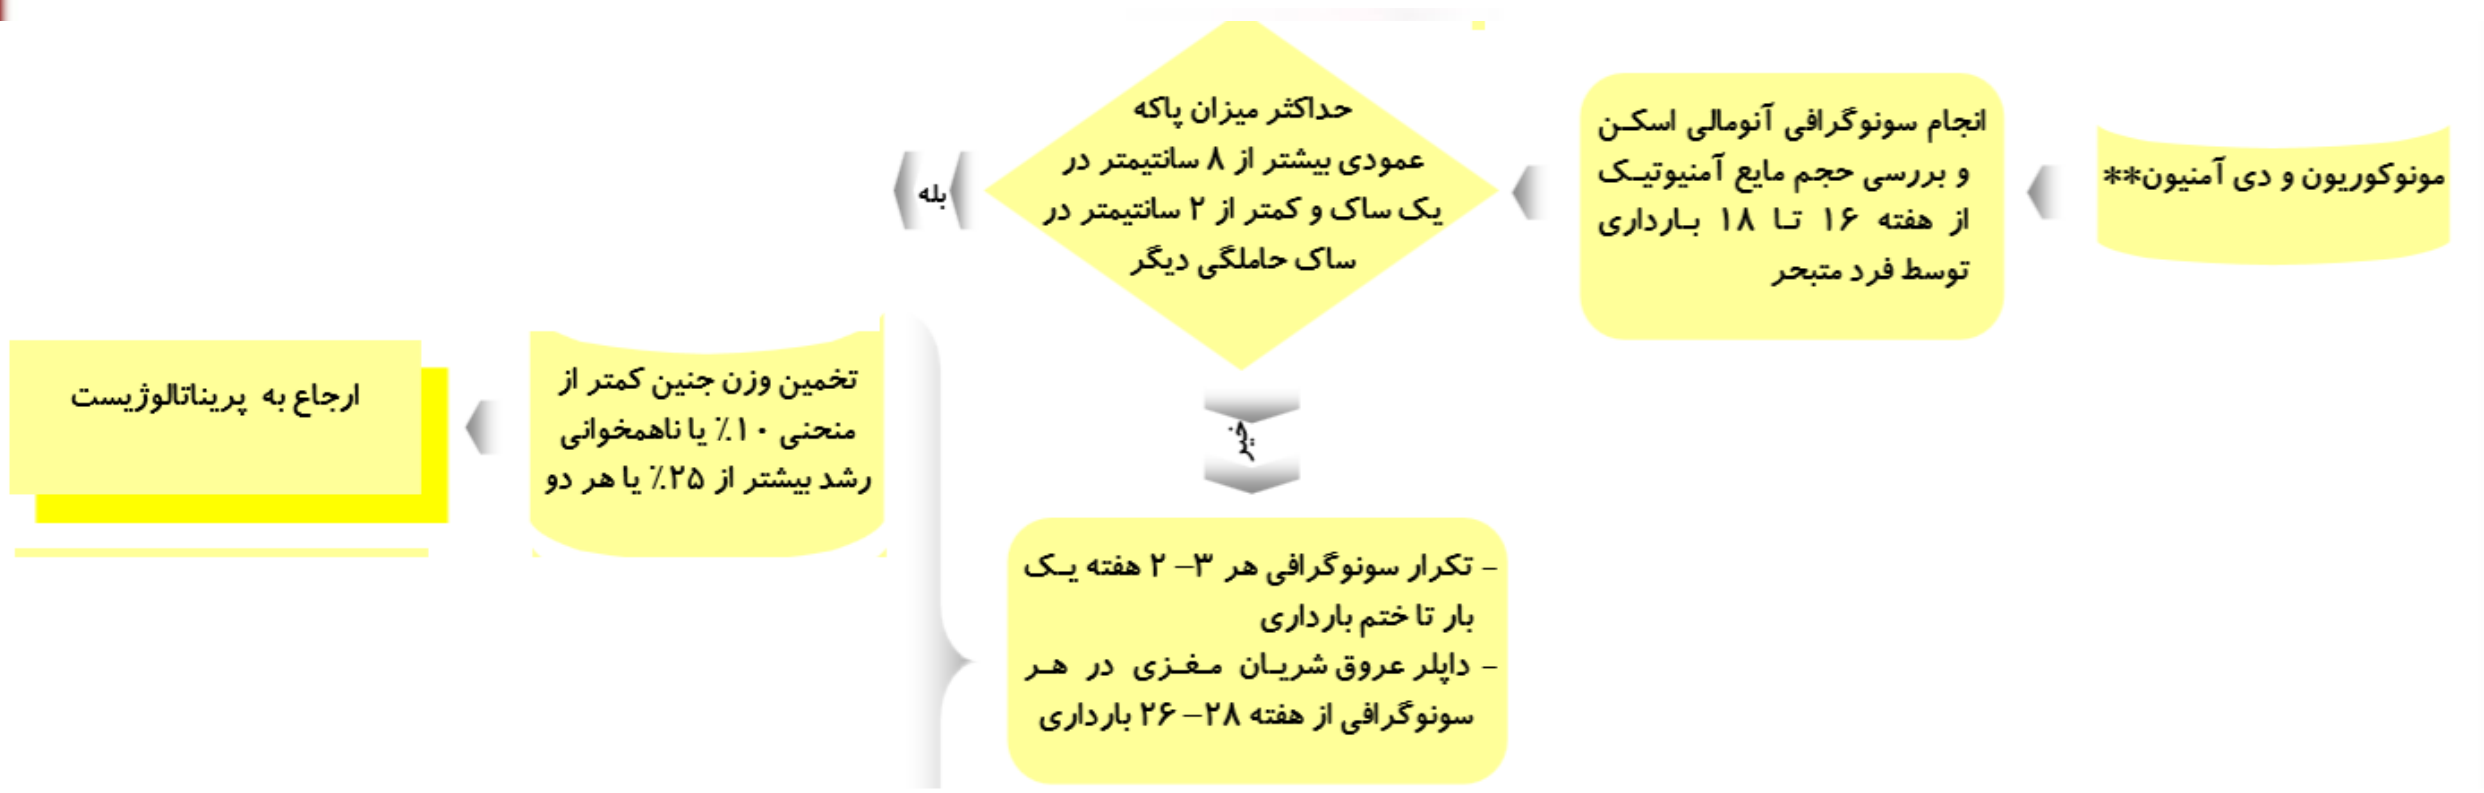 مونوکوریون و دی آمنیون**
انجام سونوگرافی آنومالی اسکن
و بررسی حجم مایع آمنیوتیک
از هفته ۱۶ تا ۱۸ بارداری
توسط فرد متبحر
حداکثر میزان پاکه
عمودی بیشتر از ۸ سانتیمتر در
یک ساک و کمتر از ۲ سانتیمتر در
ساک حاملگی دیگر
بله
خیر
- تکرار سونوگرافی هر ۳– ۲ هفته یک
بار تا ختم بارداری
- داپلر عروق شریان مغزی در هر
سونوگرافی از هفته ۲۸– ۲۶ بارداری
تخمین وزن جنین کمتر از
منحنی ۱۰٪ یا ناهمخوانی
رشد بیشتر از ۲۵٪ یا هر دو
ارجاع به پریناتالوژیست